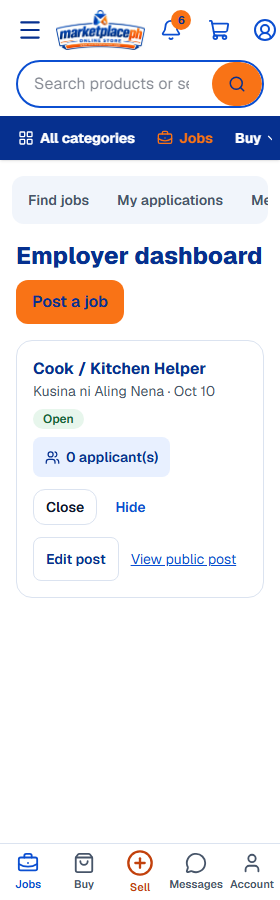 marketplaceph
ONLINE STORE
6
Search products or se
All categories
Jobs
Buy
Find jobs
My applications
Me
Employer dashboard
Post a job
Cook / Kitchen Helper
Kusina ni Aling Nena · Oct 10
Open
0 applicant(s)
Close
Hide
Edit post
View public post
Jobs
Buy
Sell
Messages
Account